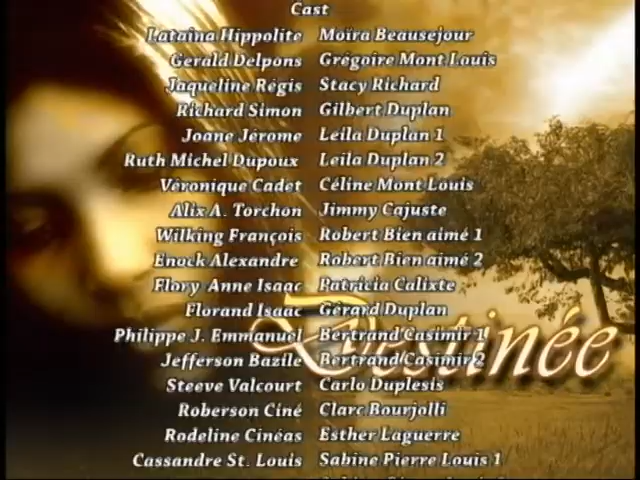 Cast
Lataina Hippolite Moïra Beausejour
Gerald Delpons Grégoire Mont Louis
Jaqueline Régis Stacy Richard
Richard Simon Gilbert Duplan
Joane Jérome Leila Duplan 1
Ruth Michel Dupoux Leila Duplan 2
Véronique Cadet Céline Mont Louis
Alix A. Torchon Jimmy Cajuste
Wilking François Robert Bien aimé 1
Enock Alexandre Robert Bien aimé 2
Flory Anne Isaac Patricia Calixte
Florand Isaac Gérard Duplan
Philippe J. Emmanuel Bertrand Casimir 1
Destinée
Jefferson Bazile Bertrand Casimir 2
Steeve Valcourt Carlo Duplesis
Roberson Ciné Clarc Bourjolli
Rodeline Cinéas Esther Laguerre
Cassandre St. Louis Sabine Pierre Louis 1